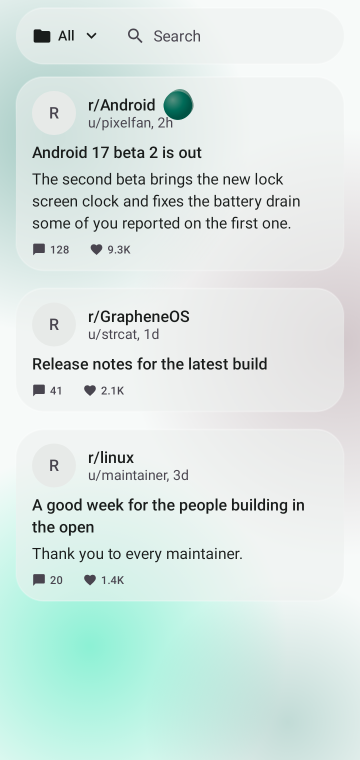 All
Search
R
r/Android
u/pixelfan, 2h
Android 17 beta 2 is out
The second beta brings the new lock
screen clock and fixes the battery drain
some of you reported on the first one.
128 9.3K
R
r/GrapheneOS
u/strcat, 1d
Release notes for the latest build
41 2.1K
R
r/linux
u/maintainer, 3d
A good week for the people building in
the open
Thank you to every maintainer.
20 1.4K